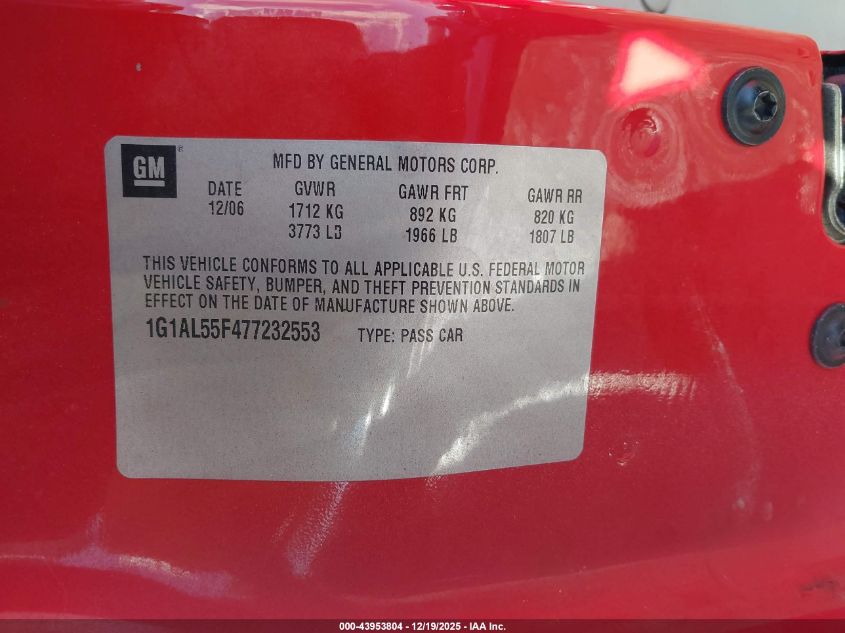 GM ®
MFD BY GENERAL MOTORS CORP.
DATE GVWR GAWR FRT GAWR RR
12/06 1712 KG 892 KG 820 KG
3773 LB 1966 LB 1807 LB
THIS VEHICLE CONFORMS TO ALL APPLICABLE U.S. FEDERAL MOTOR
VEHICLE SAFETY, BUMPER, AND THEFT PREVENTION STANDARDS IN
EFFECT ON THE DATE OF MANUFACTURE SHOWN ABOVE.
1G1AL55F477232553 TYPE: PASS CAR
000-43953804 | 12/19/2025 - IAA Inc.